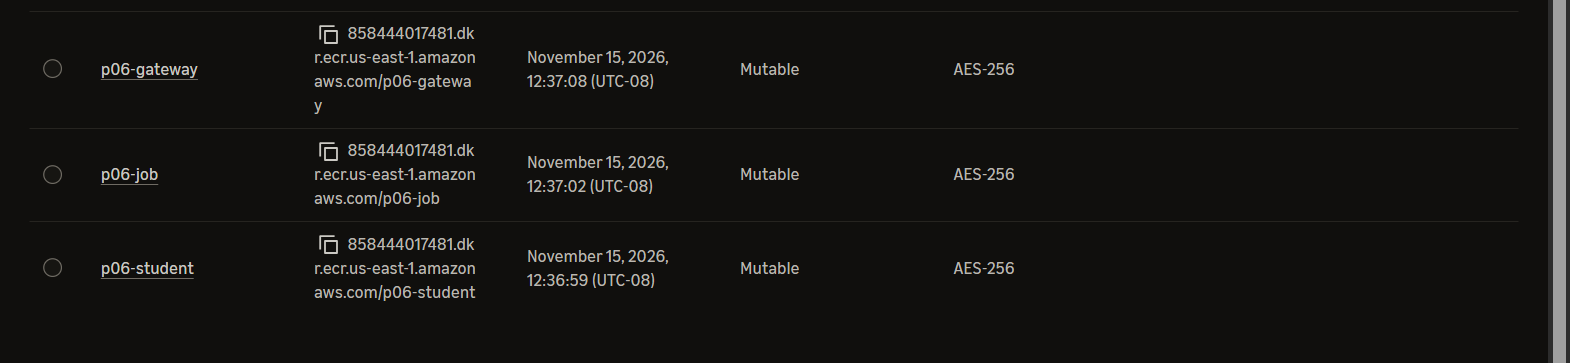 p06-gateway
858444017481.dk
r.ecr.us-east-1.amazon
aws.com/p06-gatewa
y
November 15, 2026,
12:37:08 (UTC-08)
Mutable
AES-256
p06-job
858444017481.dk
r.ecr.us-east-1.amazon
aws.com/p06-job
November 15, 2026,
12:37:02 (UTC-08)
Mutable
AES-256
p06-student
858444017481.dk
r.ecr.us-east-1.amazon
aws.com/p06-student
November 15, 2026,
12:36:59 (UTC-08)
Mutable
AES-256